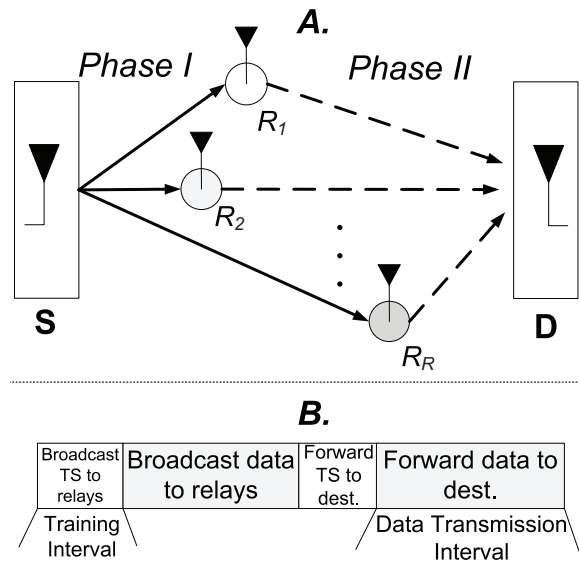 A.
Phase I
Phase II
R1
R2
RR
S
D
B.
Broadcast
TS to
relays
Broadcast data
to relays
Forward
TS to
dest.
Forward data to
dest.
Training
Interval
Data Transmission
Interval